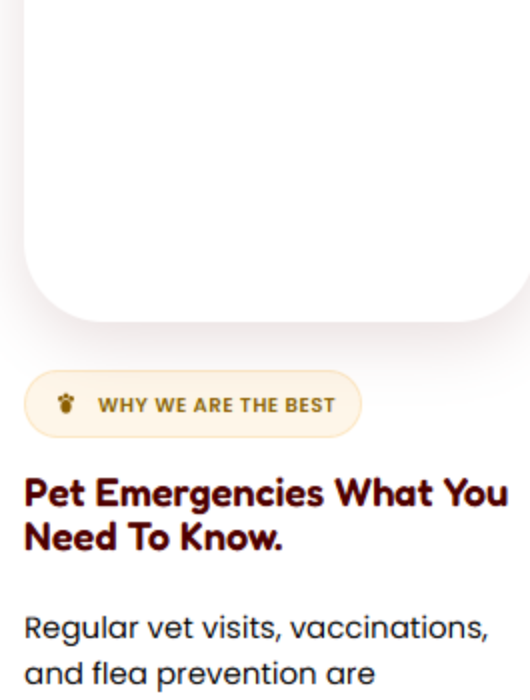 WHY WE ARE THE BEST
Pet Emergencies What You
Need To Know.
Regular vet visits, vaccinations,
and flea prevention are